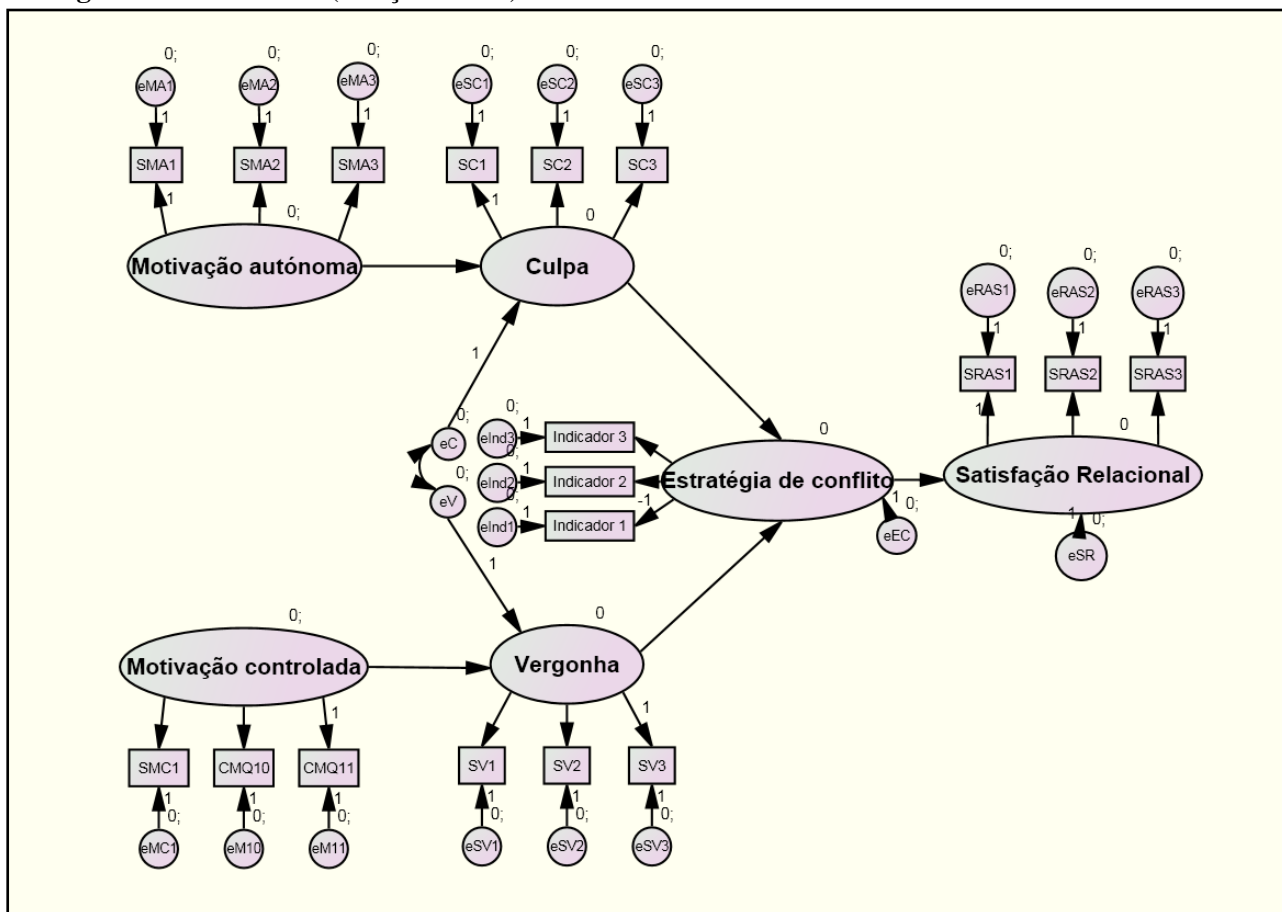 0; 0; 0; 0; 0; 0;
eMA1 eMA2 eMA3 eSC1 eSC2 eSC3
1 1 1 1 1 1
SMA1 SMA2 SMA3 SC1 SC2 SC3
1 0; 1 0
Motivação autónoma Culpa
0; 0; 0;
eRAS1 eRAS2 eRAS3
1 1 1
SRAS1 SRAS2 SRAS3
1 0
Satisfação Relacional
1
0; eC
0; eV
1
0; eInd3 1 Indicador 3
0; eInd2 1 Indicador 2
0; eInd1 1 Indicador 1
-1
0
Estratégia de conflito
1 0;
eEC
1 0;
eSR
0; 0
Motivação controlada Vergonha
1 1
SMC1 CMQ10 CMQ11 SV1 SV2 SV3
1 1 1 1 1 1
0; 0; 0; 0; 0; 0;
eMC1 eM10 eM11 eSV1 eSV2 eSV3